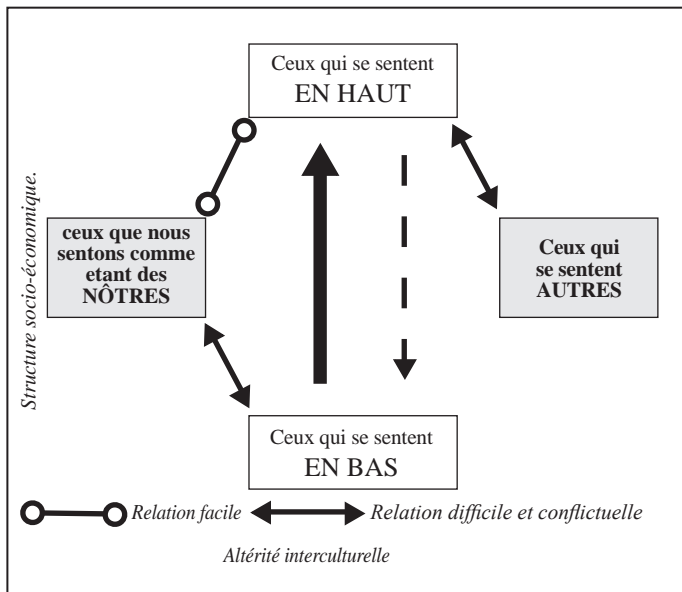 Ceux qui se sentent
EN HAUT
Structure socio-économique.
ceux que nous
sentons comme
etant des
NÔTRES
Ceux qui
se sentent
AUTRES
Ceux qui se sentent
EN BAS
Relation facile
Relation difficile et conflictuelle
Altérité interculturelle